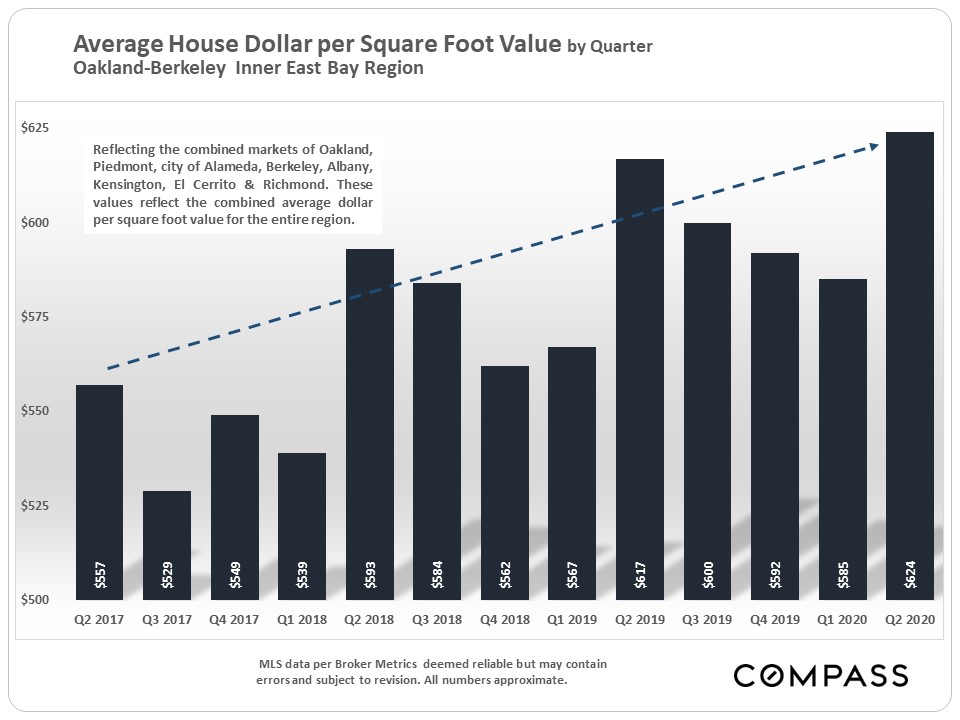 Average House Dollar per Square Foot Value by Quarter
Oakland-Berkeley Inner East Bay Region
$625
Reflecting the combined markets of Oakland,
Piedmont, city of Alameda, Berkeley, Albany,
Kensington, El Cerrito & Richmond. These
values reflect the combined average dollar
per square foot value for the entire region.
$600
$575
$550
$525
$500
$557
$529
$549
$539
$593
$584
$562
$567
$617
$600
$592
$585
$624
Q2 2017 Q3 2017 Q4 2017 Q1 2018 Q2 2018 Q3 2018 Q4 2018 Q1 2019 Q2 2019 Q3 2019 Q4 2019 Q1 2020 Q2 2020
MLS data per Broker Metrics deemed reliable but may contain
errors and subject to revision. All numbers approximate.
COMPASS